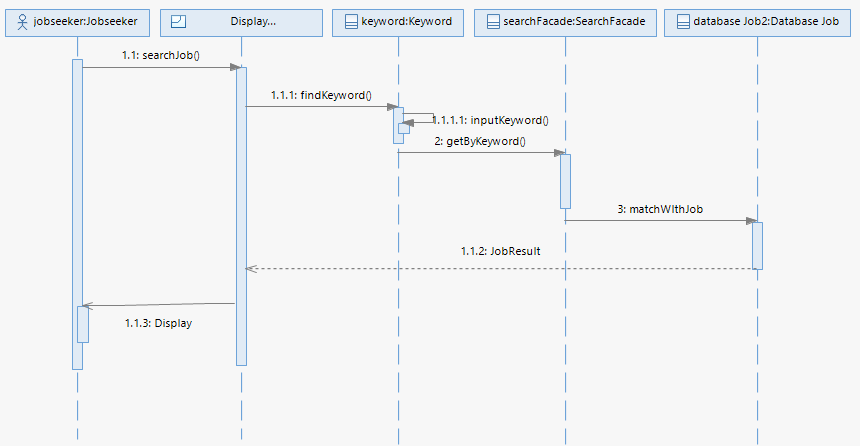 jobseeker:Jobseeker
Display...
keyword:Keyword
searchFacade:SearchFacade
database Job2:Database Job
1.1: searchJob()
1.1.1: findKeyword()
1.1.1.1: inputKeyword()
2: getByKeyword()
3: matchWIthJob
1.1.2: JobResult
1.1.3: Display